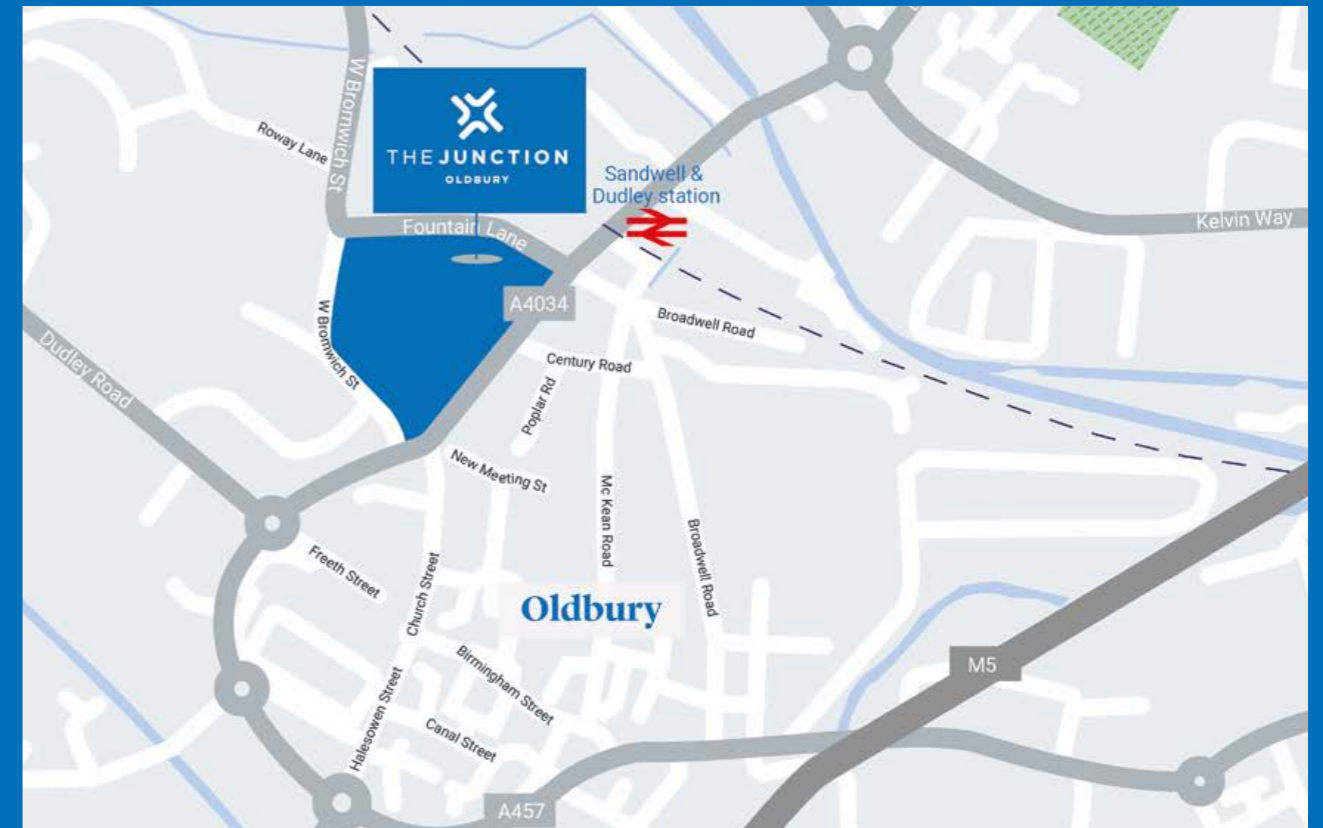 W Bromwich St
Roway Lane
THE JUNCTION
OLDBURY
Sandwell &
Dudley station
Kelvin Way
Fountain Lane
A4034
Broadwell Road
W Bromwich St
Dudley Road
Century Road
Poplar Rd
New Meeting St
Mc Kean Road
Broadwell Road
Freeth Street
Church Street
Oldbury
Birmingham Street
M5
Halesowen Street
Canal Street
A457